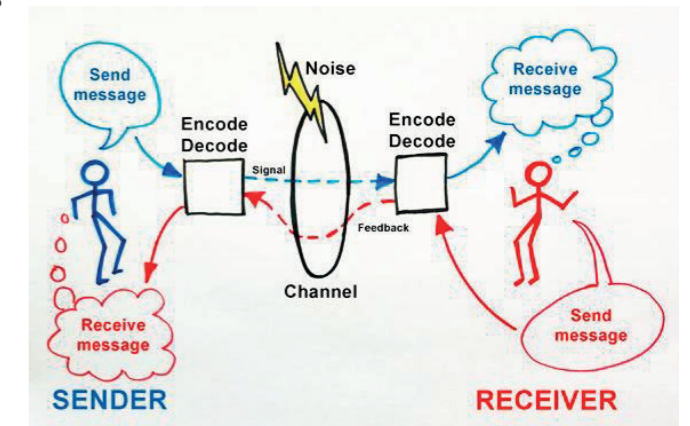 Send
message
Receive
message
Noise
Encode
Decode
Encode
Decode
Signal
Feedback
Channel
Receive
message
Send
message
SENDER
RECEIVER